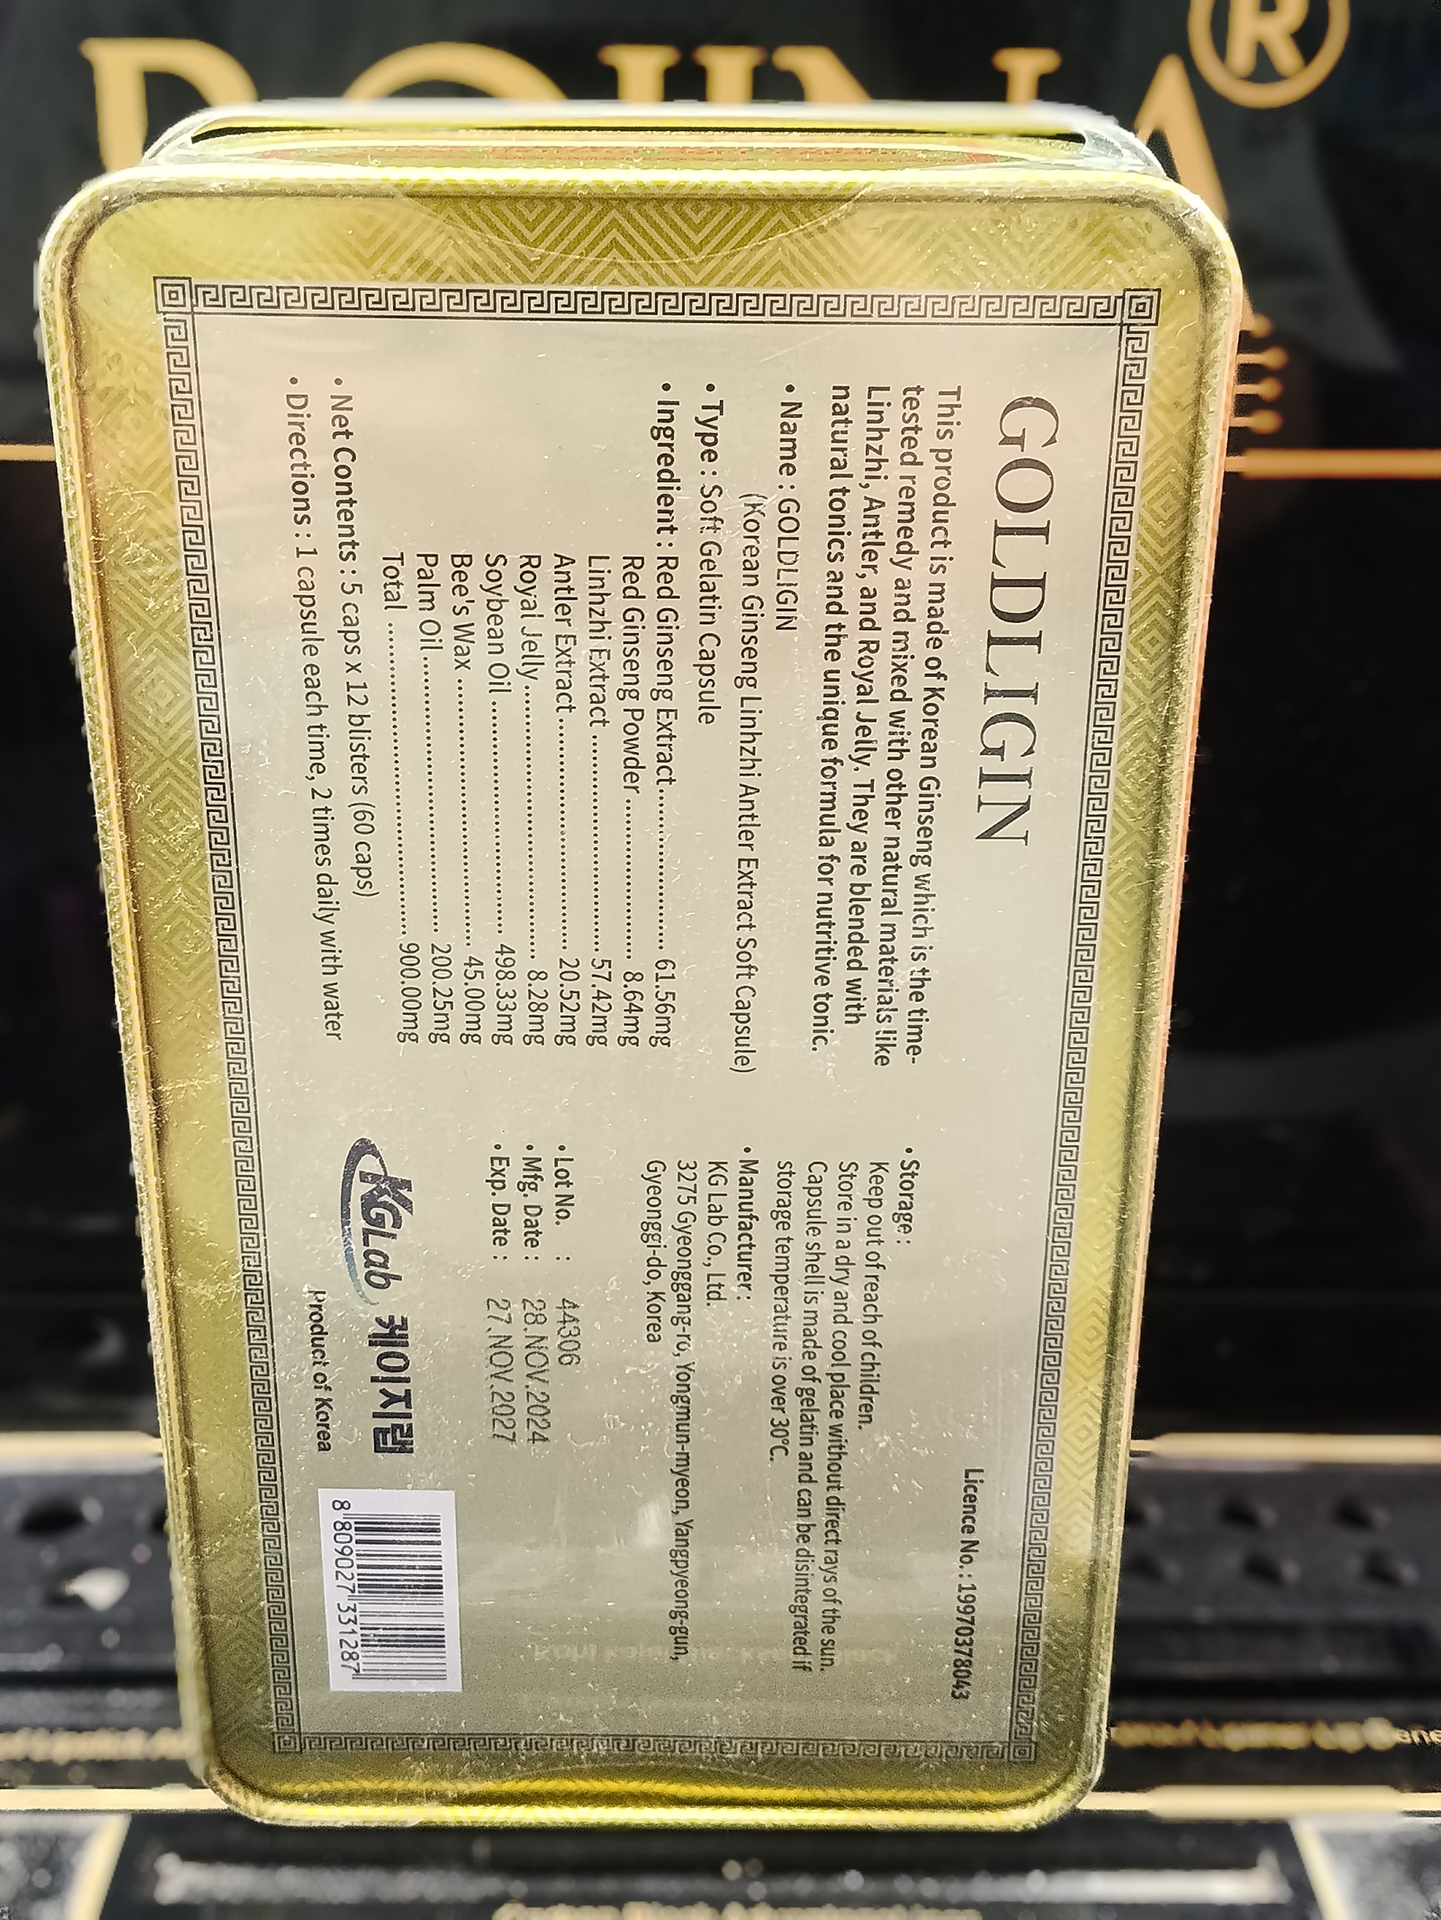 GOLDLIGIN
This product is made of Korean Ginseng which is the time-
tested remedy and mixed with other natural materials like
Linhzhi, Antler, and Royal Jelly. They are blended with
natural tonics and the unique formula for nutritive tonic.
• Name : GOLDLIGIN
(Korean Ginseng Linhzhi Antler Extract Soft Capsule)
• Type : Soft Gelatin Capsule
• Ingredient : Red Ginseng Extract........................ 61.56mg
Red Ginseng Powder........................ 8.64mg
Linhzhi Extract ................................ 57.42mg
Antler Extract .................................. 20.52mg
Royal Jelly........................................ 8.28mg
Soybean Oil .................................. 498.33mg
Bee's Wax ...................................... 45.00mg
Palm Oil........................................ 200.25mg
Total ............................................ 900.00mg
• Net Contents : 5 caps x 12 blisters (60 caps)
• Directions : 1 capsule each time, 2 times daily with water
Licence No. : 19970378043
• Storage :
Keep out of reach of children.
Store in a dry and cool place without direct rays of the sun.
Capsule shell is made of gelatin and can be disintegrated if
storage temperature is over 30°C.
• Manufacturer :
KG Lab Co., Ltd.
3275 Gyeonggang-ro, Yongmun-myeon, Yangpyeong-gun,
Gyeonggi-do, Korea
• Lot No. : 44306
• Mfg. Date : 28.NOV.2024
• Exp. Date : 27.NOV.2027
KGLab 케이지랩
Product of Korea
8 809027 331287